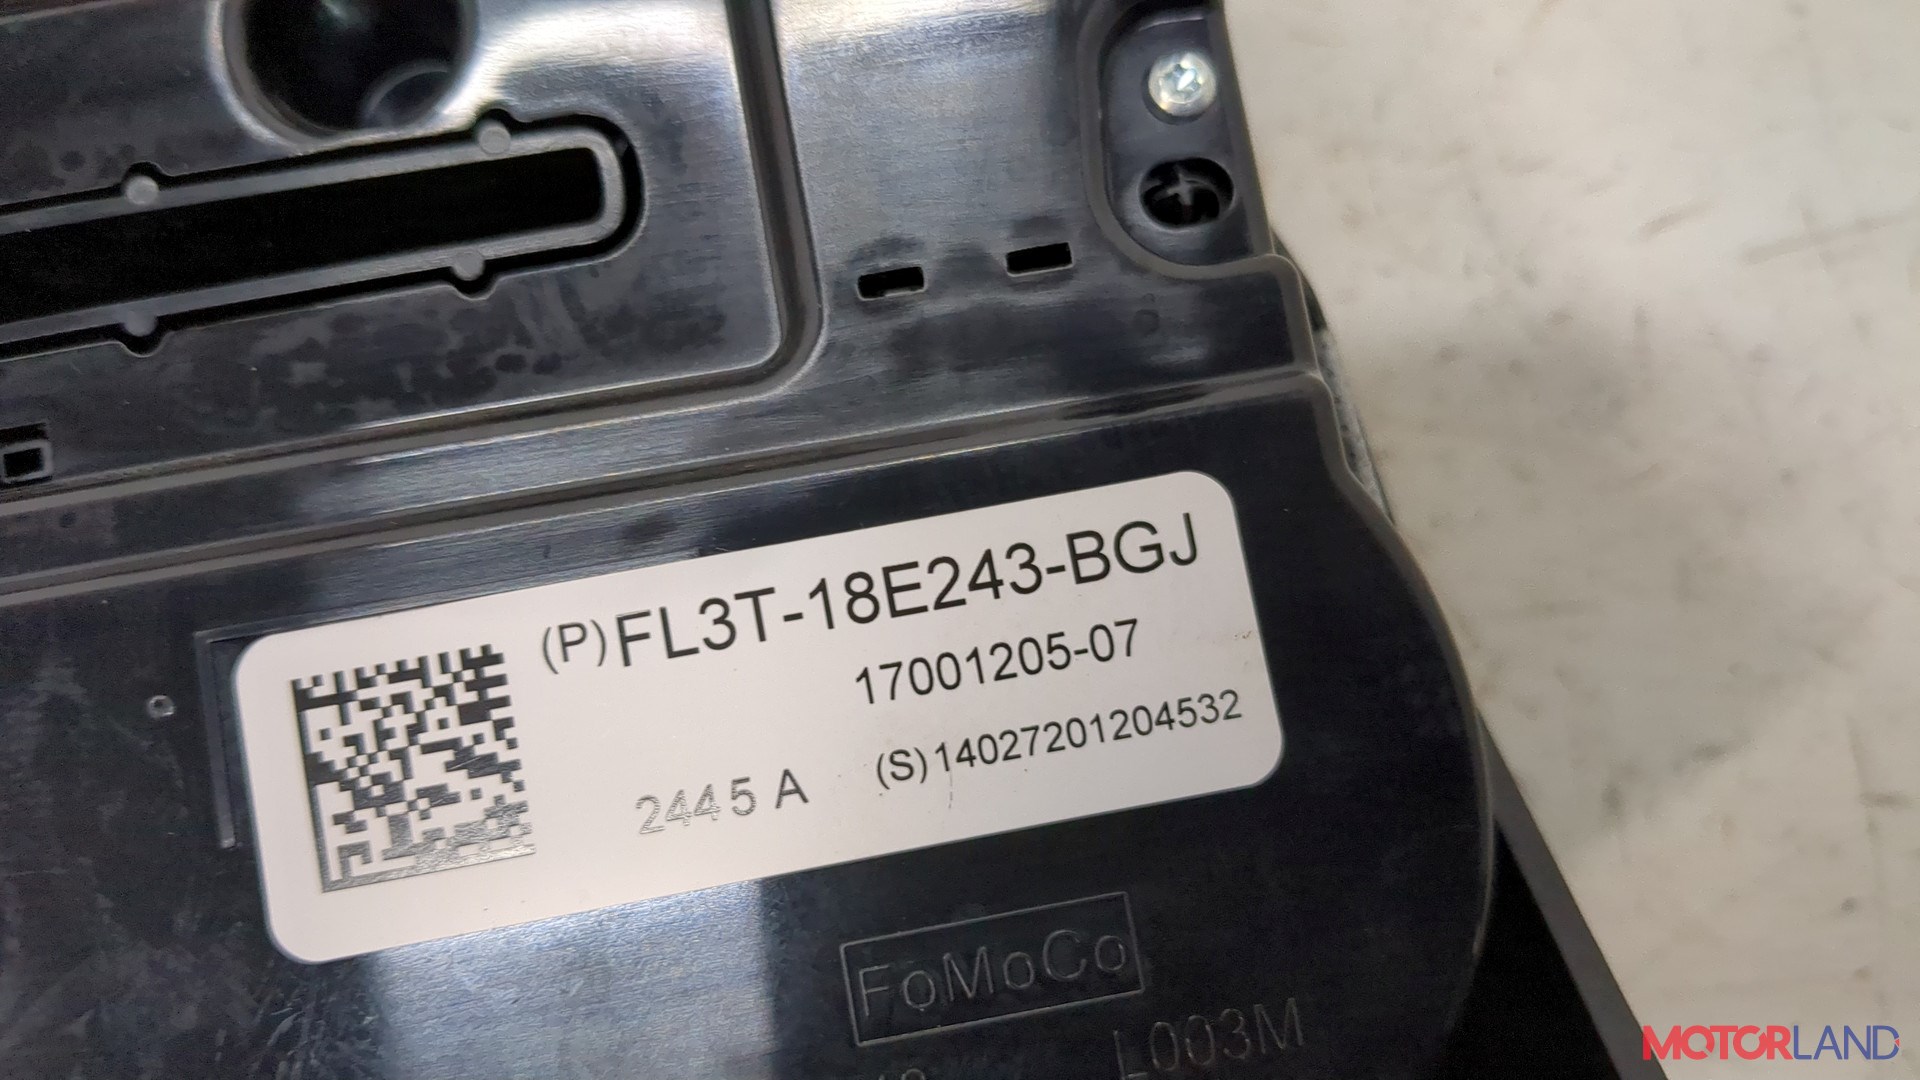 (P)FL3T-18E243-BGJ
17001205-07
(S)14027201204532
2445 A
FoMoCo
L003M
MOTORLAND